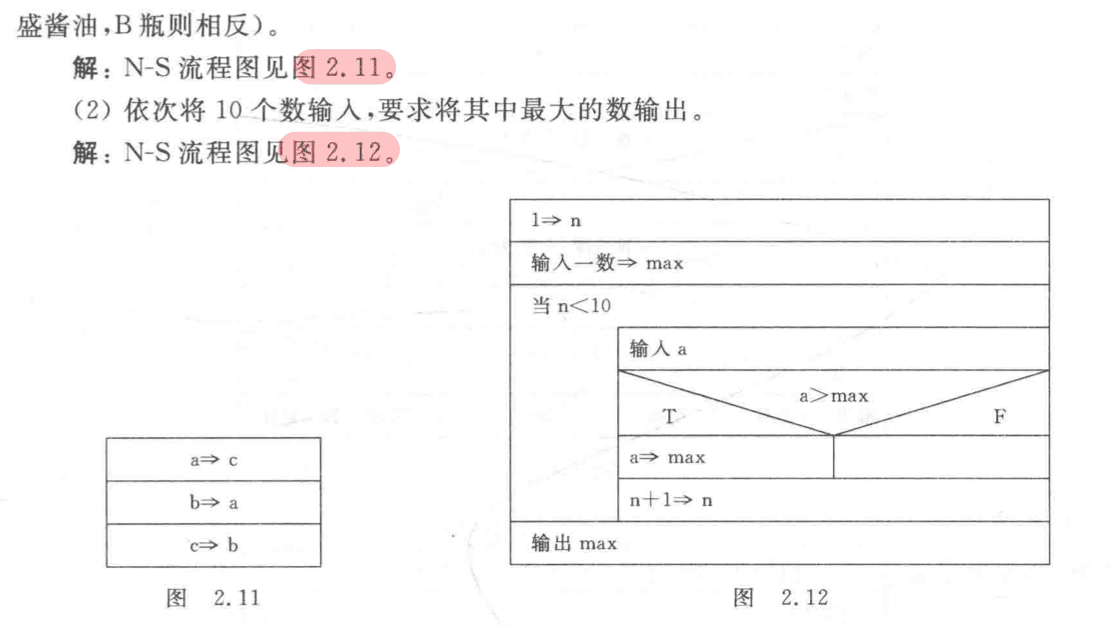 盛酱油,B 瓶则相反)。
解: N-S 流程图见图 2.11。
(2) 依次将 10 个数输入,要求将其中最大的数输出。
解: N-S 流程图见图 2.12。
1⇒ n
输入一数⇒ max
当 n<10
输入 a
a>max
T
F
a⇒ max
n+1⇒ n
输出 max
a⇒ c
b⇒ a
c⇒ b
图 2.11
图 2.12